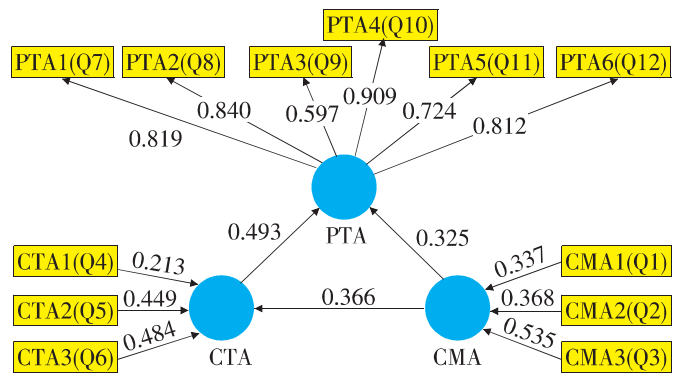 PTA4(Q10)
PTA1(Q7) PTA2(Q8) PTA3(Q9) PTA5(Q11) PTA6(Q12)
0.819 0.840 0.597 0.909 0.724 0.812
PTA
0.493 0.325
CTA1(Q4) 0.213 0.337 CMA1(Q1)
CTA2(Q5) 0.449 0.366 0.368 CMA2(Q2)
CTA3(Q6) 0.484 0.535 CMA3(Q3)
CTA CMA